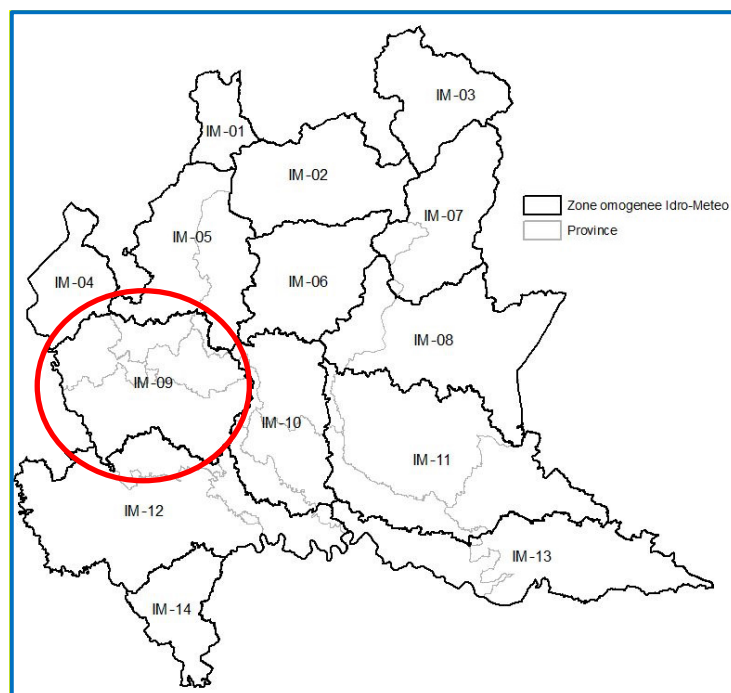 IM-03
IM-01
IM-02
IM-07
IM-05
IM-04
IM-06
IM-08
IM-09
IM-10
IM-11
IM-12
IM-13
IM-14
Zone omogenee Idro-Meteo
Province